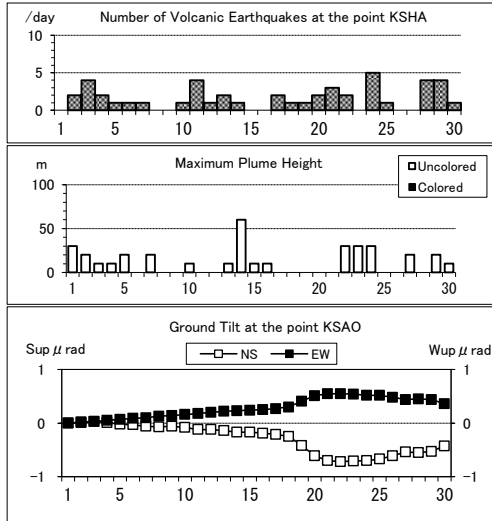 Number of Volcanic Earthquakes at the point KSHA
/day
10
5
0
1 5 10 15 20 25 30
Maximum Plume Height
m
Uncolored
Colored
100
50
0
1 5 10 15 20 25 30
Ground Tilt at the point KSAO
Sup μ rad
Wup μ rad
NS EW
1 1
0 0
−1 −1
1 5 10 15 20 25 30